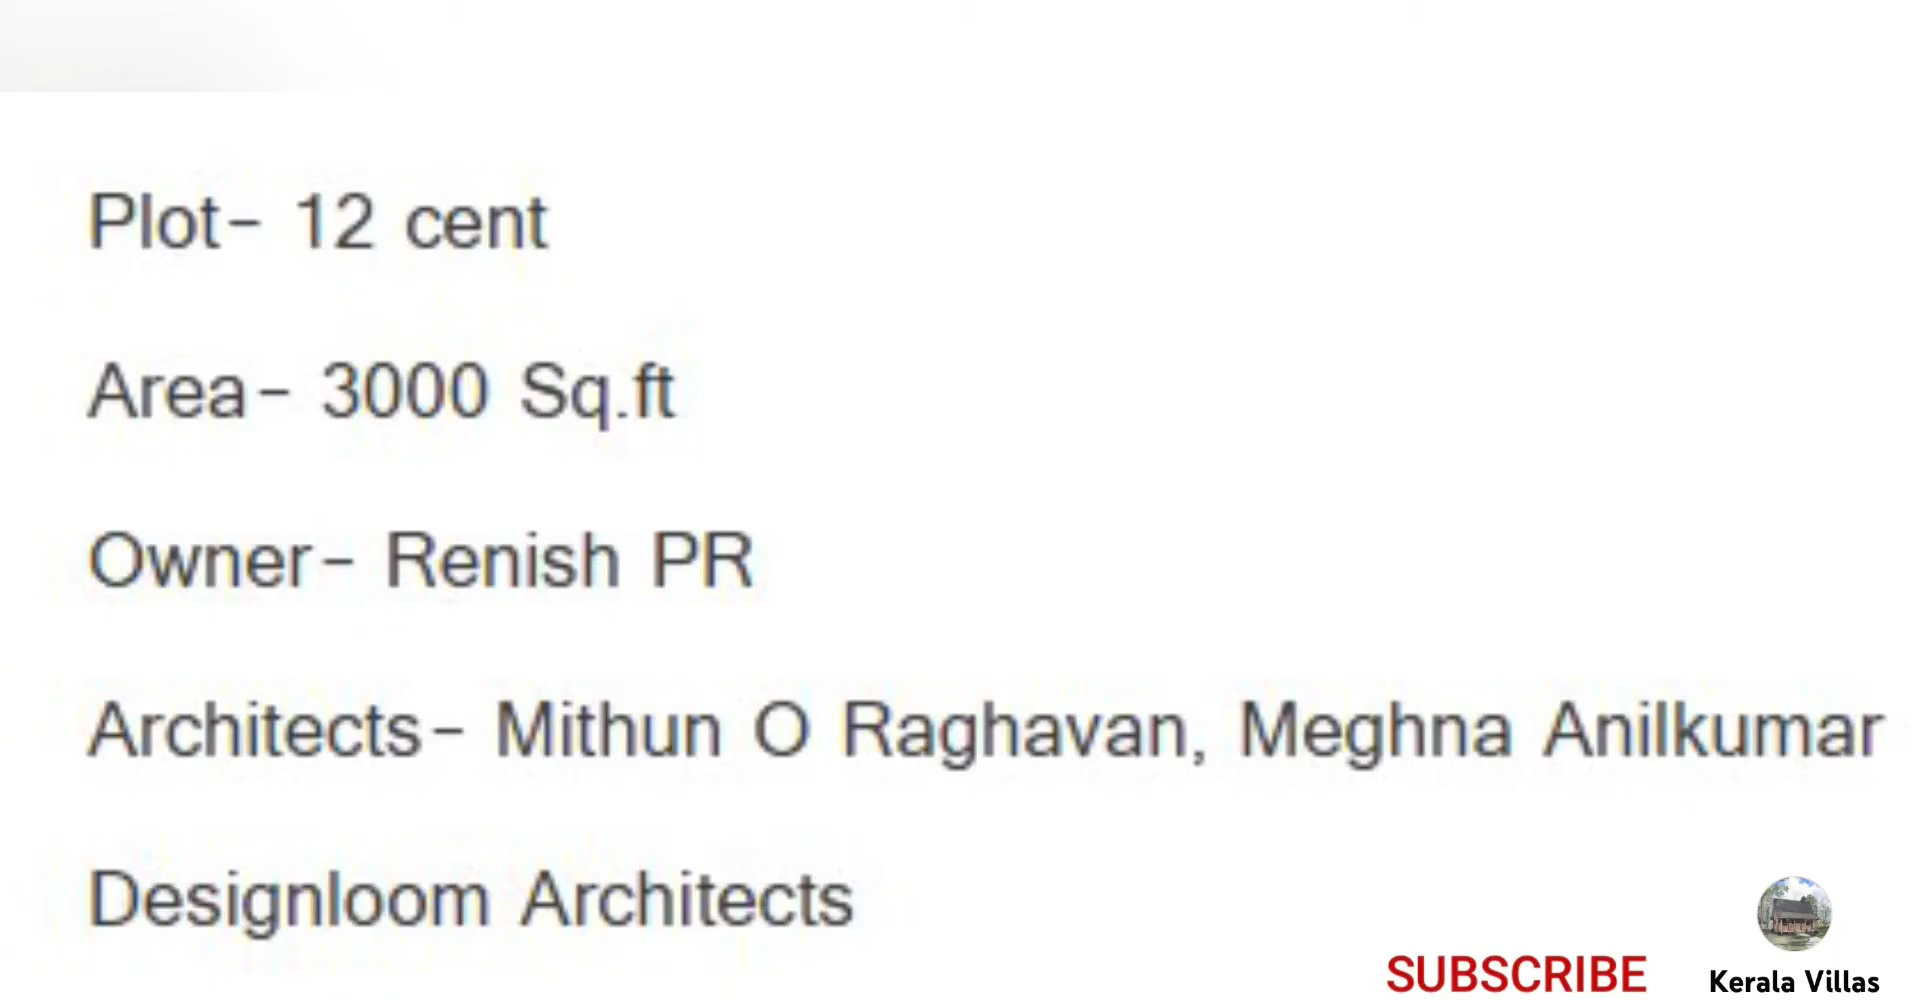 Plot- 12 cent
Area- 3000 Sq.ft
Owner- Renish PR
Architects- Mithun O Raghavan, Meghna Anilkumar
Designloom Architects
SUBSCRIBE
Kerala Villas